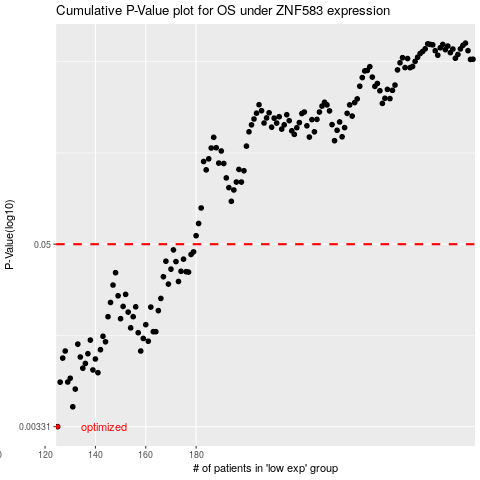 Cumulative P-Value plot for OS under ZNF583 expression
P-Value(log10)
0.05
0.00331
optimized
0 120 140 160 180
# of patients in 'low exp' group